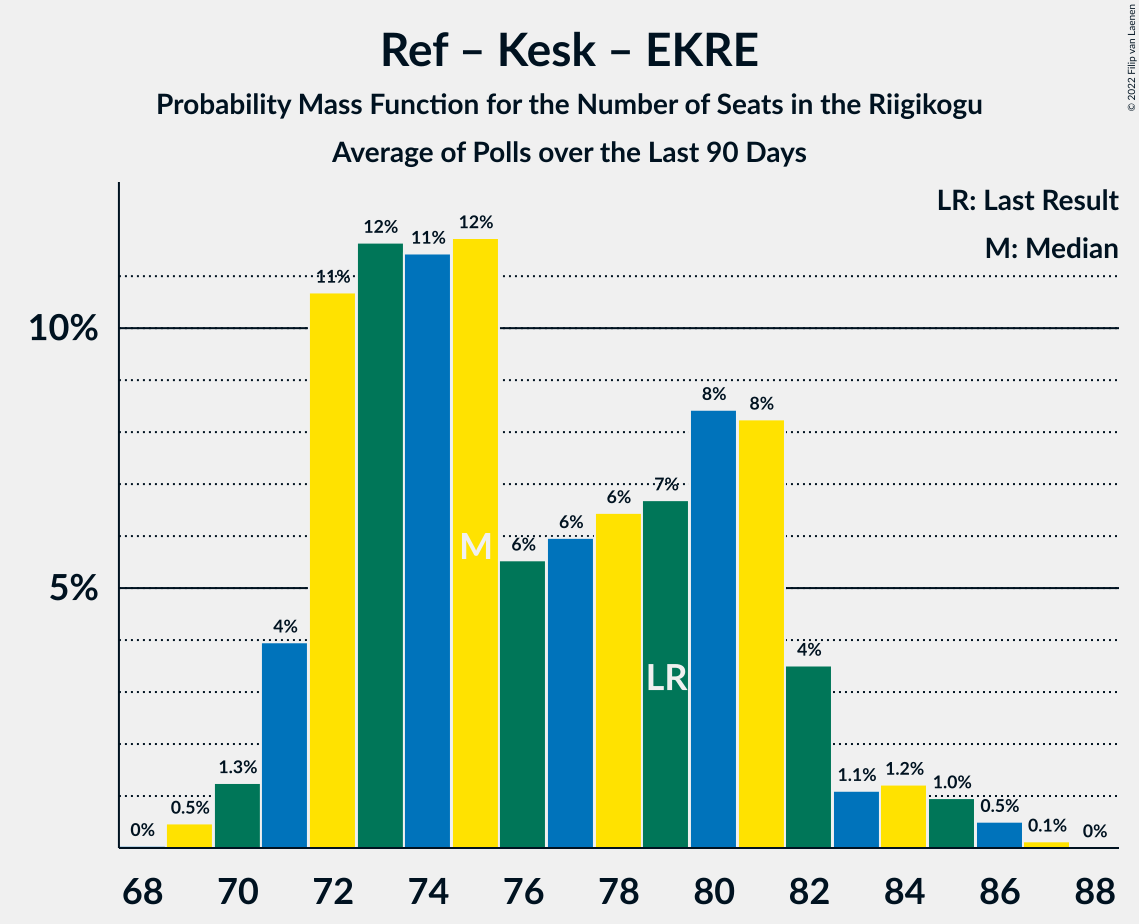 Ref – Kesk – EKRE
Probability Mass Function for the Number of Seats in the Riigikogu
Average of Polls over the Last 90 Days
© 2022 Filip van Laenen
LR: Last Result
M: Median
10%
5%
0%
0.5%
1.3%
4%
11%
12%
11%
12%
6%
6%
6%
7%
8%
8%
4%
1.1%
1.2%
1.0%
0.5%
0.1%
0%
M
LR
68 70 72 74 76 78 80 82 84 86 88